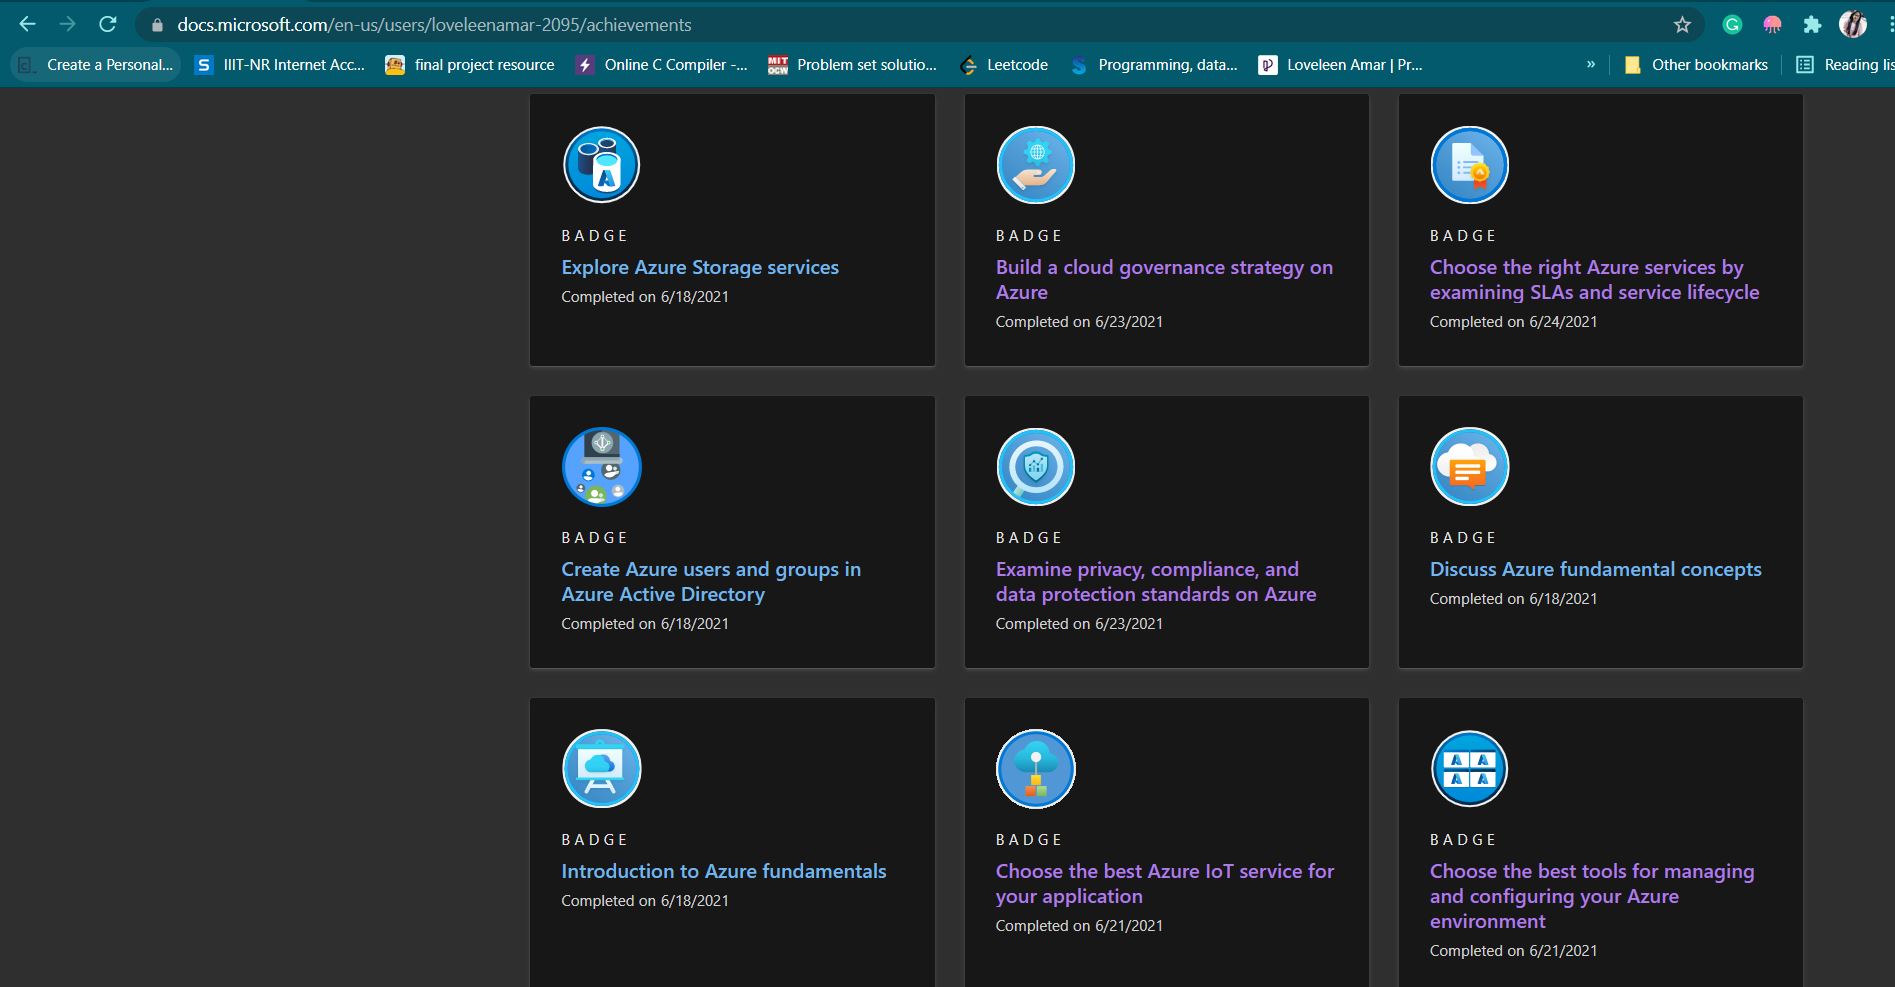 docs.microsoft.com/en-us/users/loveleenamar-2095/achievements
Create a Personal...
S IIIT-NR Internet Acc...
final project resource
Online C Compiler -...
MIT OCW Problem set solutio...
Leetcode
Programming, data...
Loveleen Amar | Pr...
»
Other bookmarks
Reading lis
BADGE
Explore Azure Storage services
Completed on 6/18/2021
BADGE
Build a cloud governance strategy on
Azure
Completed on 6/23/2021
BADGE
Choose the right Azure services by
examining SLAs and service lifecycle
Completed on 6/24/2021
BADGE
Create Azure users and groups in
Azure Active Directory
Completed on 6/18/2021
BADGE
Examine privacy, compliance, and
data protection standards on Azure
Completed on 6/23/2021
BADGE
Discuss Azure fundamental concepts
Completed on 6/18/2021
BADGE
Introduction to Azure fundamentals
Completed on 6/18/2021
BADGE
Choose the best Azure IoT service for
your application
Completed on 6/21/2021
BADGE
Choose the best tools for managing
and configuring your Azure
environment
Completed on 6/21/2021